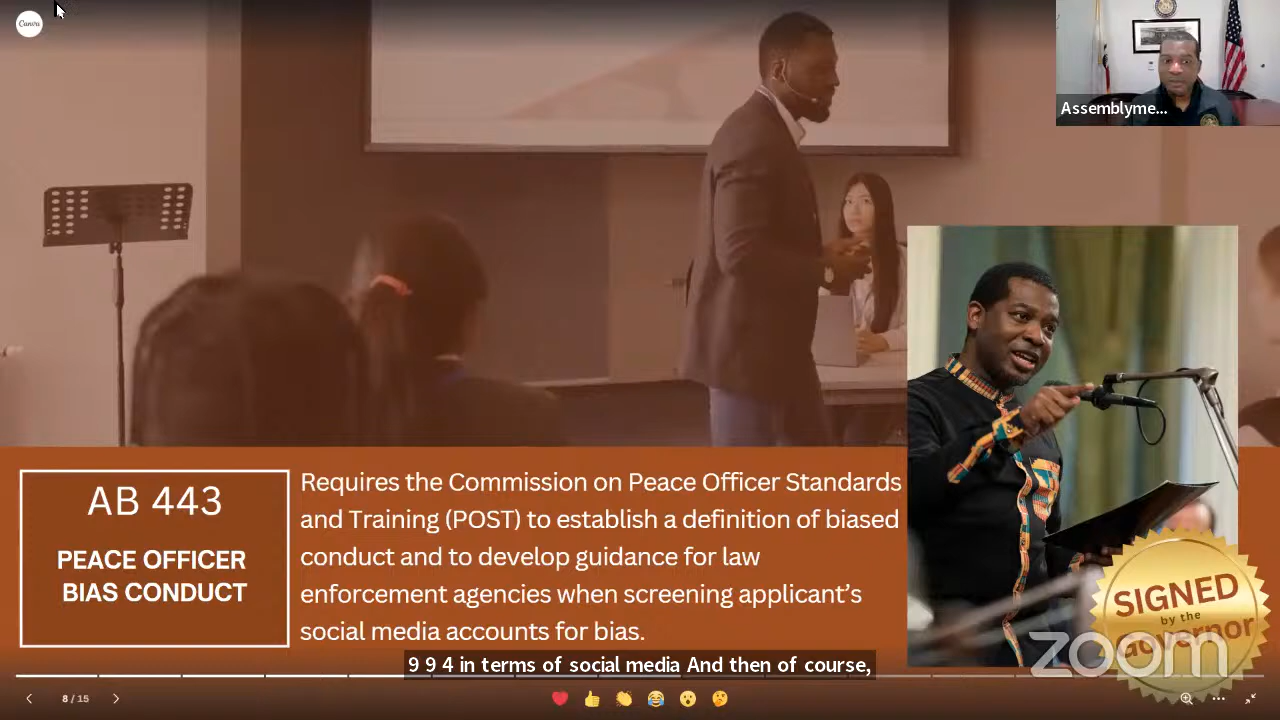 Canva
Assemblyme...
AB 443
PEACE OFFICER
BIAS CONDUCT
Requires the Commission on Peace Officer Standards
and Training (POST) to establish a definition of biased
conduct and to develop guidance for law
enforcement agencies when screening applicant’s
social media accounts for bias.
SIGNED
by the
Governor
zoom
9 9 4 in terms of social media And then of course,
8 / 15